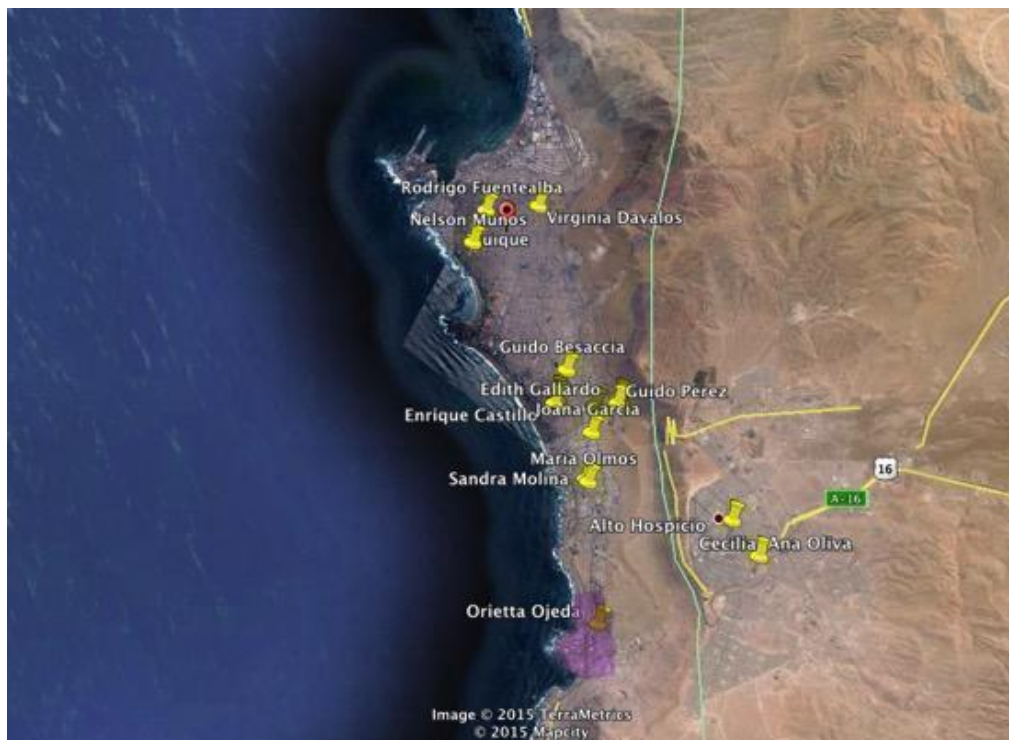 Rodrigo Fuentealba
Nelson Muños
Virginia Davalos
uique
Guido Besaccia
Edith Gallardo
Guido Perez
Enrique Castillo
Joana Garcia
Maria Olmos
Sandra Molina
16
A-16
Alto Hospicio
Cecilia
Ana Oliva
Orietta Ojeda
Image © 2015 TerraMetrics
© 2015 Mapcity